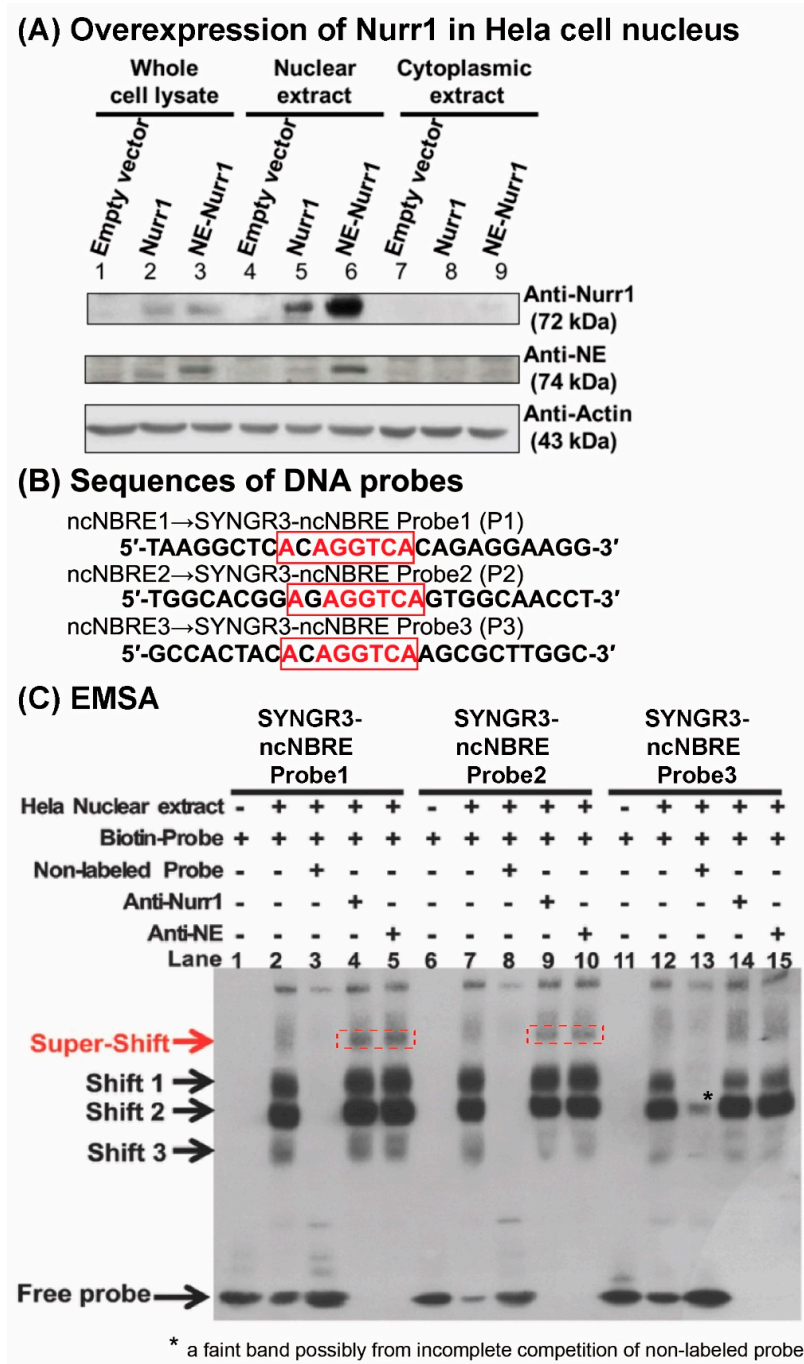 (A) Overexpression of Nurr1 in Hela cell nucleus
Whole cell lysate
Nuclear extract
Cytoplasmic extract
Empty vector Nurr1 NE-Nurr1 Empty vector Nurr1 NE-Nurr1 Empty vector Nurr1 NE-Nurr1
1 2 3 4 5 6 7 8 9
Anti-Nurr1
(72 kDa)
Anti-NE
(74 kDa)
Anti-Actin
(43 kDa)
(B) Sequences of DNA probes
ncNBRE1→SYNGR3-ncNBRE Probe1 (P1)
5′-TAAGGCTCACAGGTCACAGAGGAAGG-3′
ncNBRE2→SYNGR3-ncNBRE Probe2 (P2)
5′-TGGCACGGAGAGGTCAGTGGCAACCT-3′
ncNBRE3→SYNGR3-ncNBRE Probe3 (P3)
5′-GCCACTACACAGGTCAAGCGCTTGGC-3′
(C) EMSA
SYNGR3-ncNBRE Probe1
SYNGR3-ncNBRE Probe2
SYNGR3-ncNBRE Probe3
Hela Nuclear extract - + + + + - + + + + - + + + +
Biotin-Probe + + + + + + + + + + + + + + +
Non-labeled Probe - - + - - - - + - - - - + - -
Anti-Nurr1 - - - + - - - - + - - - - + -
Anti-NE - - - - + - - - - + - - - - +
Lane 1 2 3 4 5 6 7 8 9 10 11 12 13 14 15
Super-Shift
Shift 1
Shift 2
*
Shift 3
Free probe
* a faint band possibly from incomplete competition of non-labeled probe